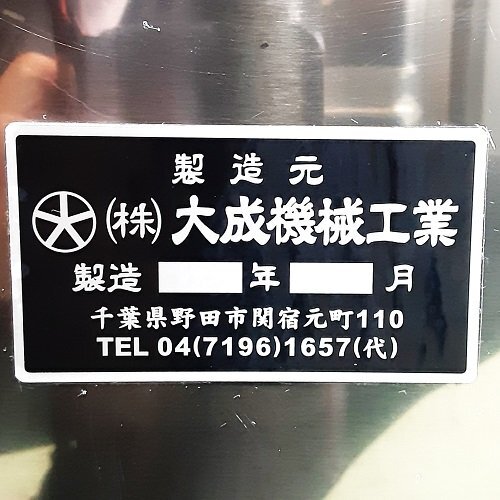 製造元
㈱大成機械工業
製造 年 月
千葉県野田市関宿元町110
TEL 04(7196)1657(代)